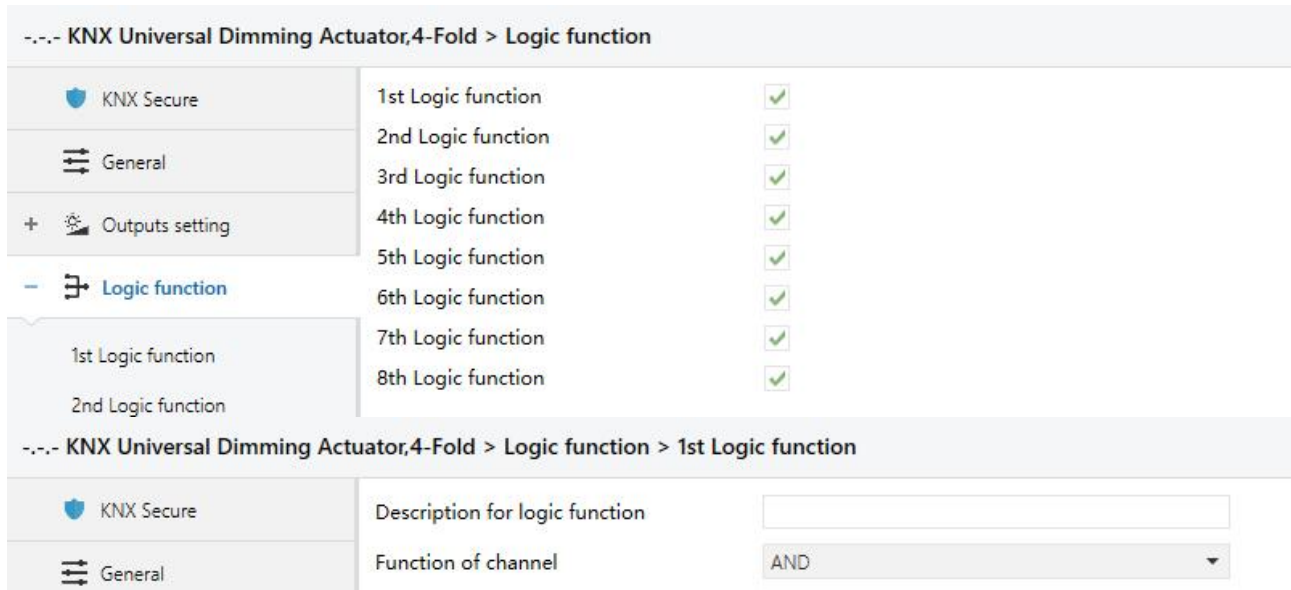 -.-.- KNX Universal Dimming Actuator,4-Fold > Logic function
KNX Secure
General
+ Outputs setting
− Logic function
1st Logic function
2nd Logic function
1st Logic function
2nd Logic function
3rd Logic function
4th Logic function
5th Logic function
6th Logic function
7th Logic function
8th Logic function
-.-.- KNX Universal Dimming Actuator,4-Fold > Logic function > 1st Logic function
KNX Secure
General
Description for logic function
Function of channel AND